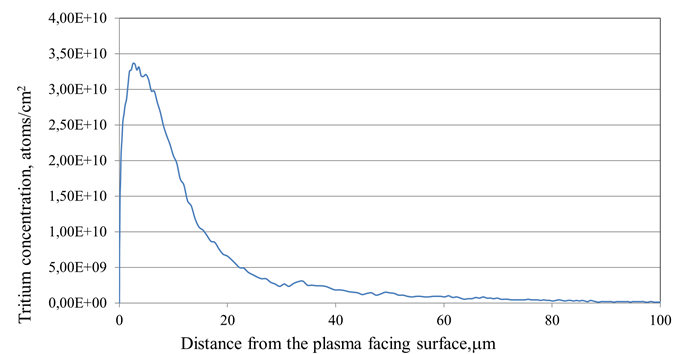 Tritium concentration, atoms/cm²
4,00E+10
3,50E+10
3,00E+10
2,50E+10
2,00E+10
1,50E+10
1,00E+10
5,00E+09
0,00E+00
0 20 40 60 80 100
Distance from the plasma facing surface,μm